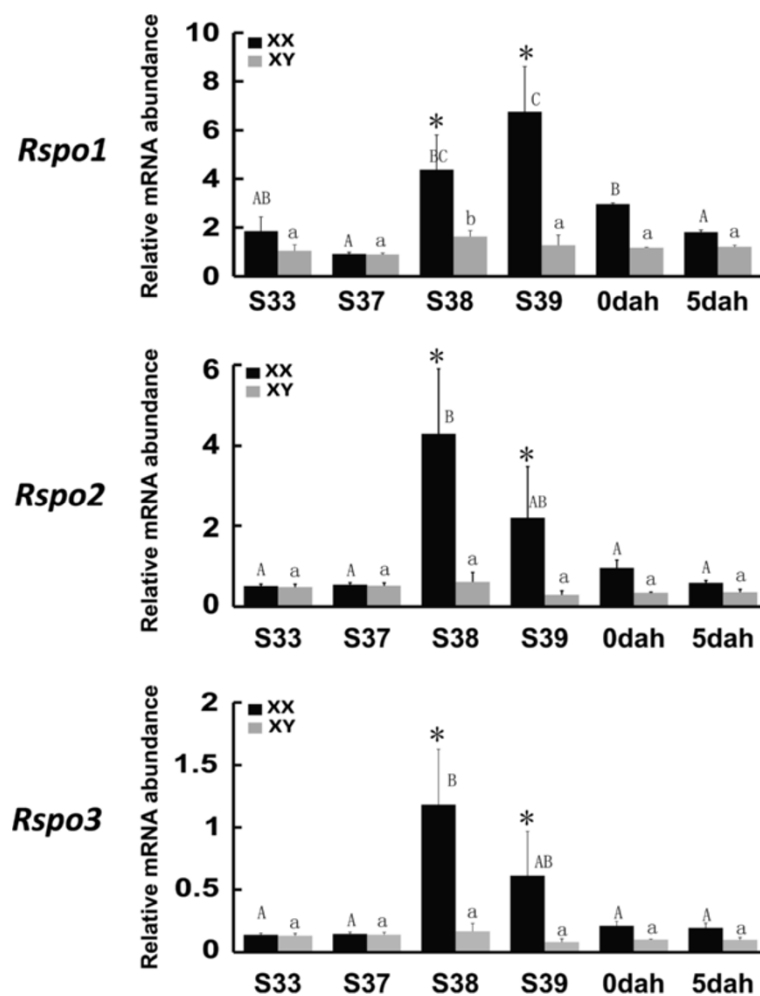 10
XX
XY
*
*
8
C
6
BC
Rspo1
Relative mRNA abundance
4
AB
B
b
2
a
A
a
a
a
A
a
0
S33
S37
S38
S39
0dah
5dah
6
XX
XY
*
B
*
4
Rspo2
Relative mRNA abundance
AB
2
A
a
A
a
a
a
A
a
A
a
0
S33
S37
S38
S39
0dah
5dah
2
XX
XY
*
1.5
B
*
Rspo3
Relative mRNA abundance
1
AB
0.5
A
a
A
a
a
a
A
a
A
a
0
S33
S37
S38
S39
0dah
5dah